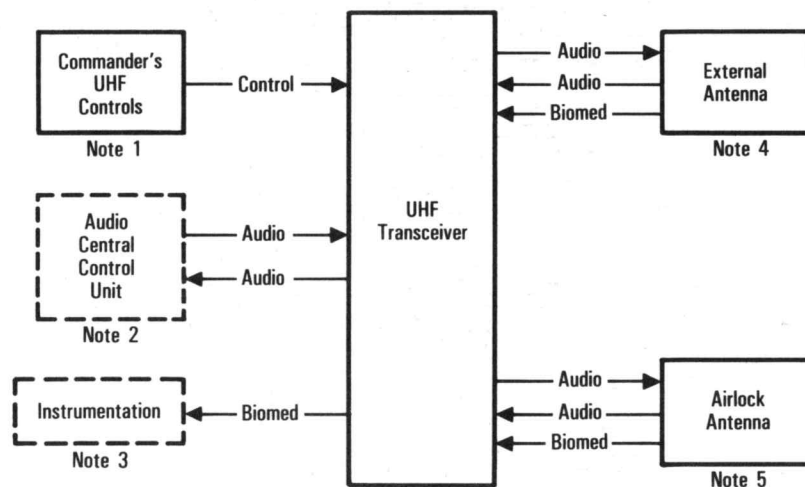 Commander's
UHF
Controls
Note 1
Control
Audio
Central
Control
Unit
Note 2
Audio
Audio
Instrumentation
Note 3
Biomed
UHF
Transceiver
Audio
Audio
Biomed
External
Antenna
Note 4
Audio
Audio
Biomed
Airlock
Antenna
Note 5